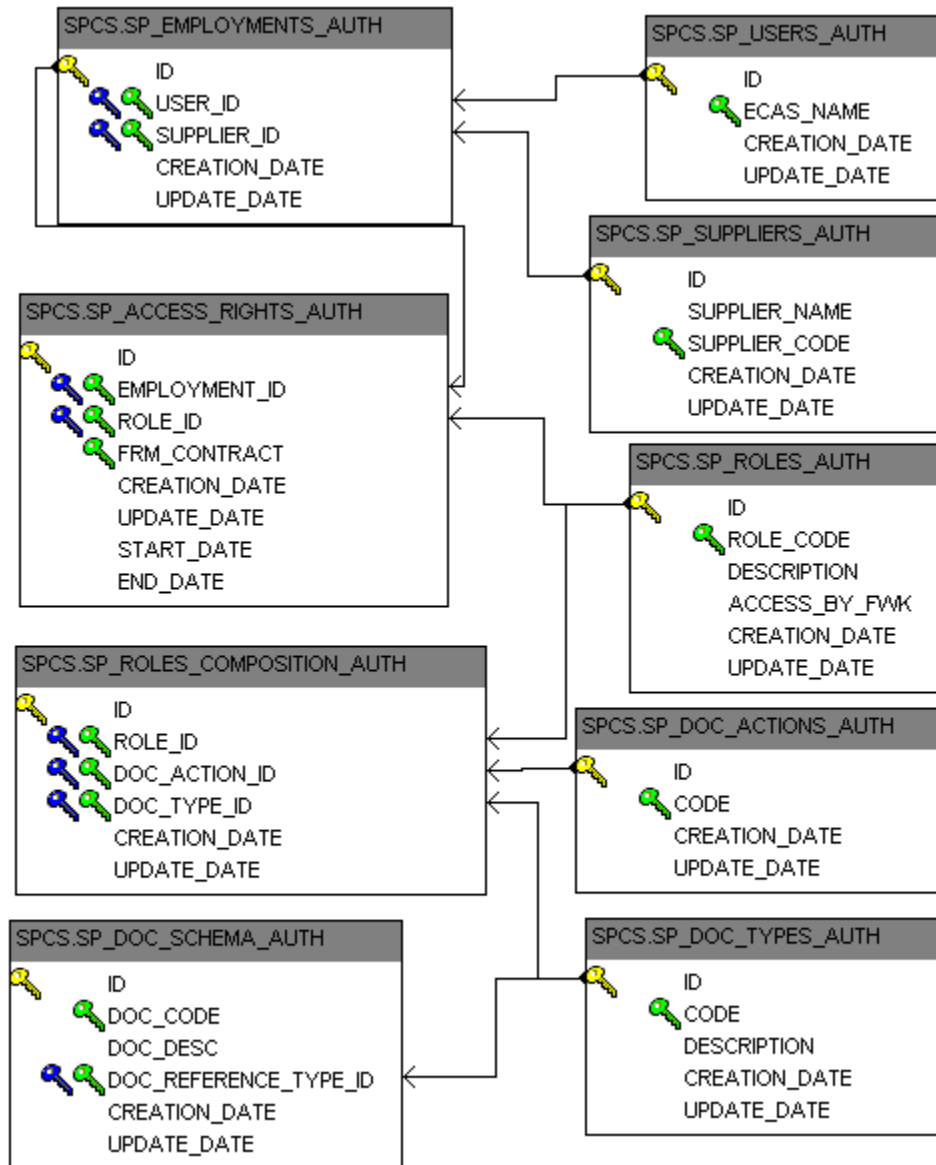 SPCS.SP_EMPLOYMENTS_AUTH
ID
USER_ID
SUPPLIER_ID
CREATION_DATE
UPDATE_DATE
SPCS.SP_USERS_AUTH
ID
ECAS_NAME
CREATION_DATE
UPDATE_DATE
SPCS.SP_SUPPLIERS_AUTH
ID
SUPPLIER_NAME
SUPPLIER_CODE
CREATION_DATE
UPDATE_DATE
SPCS.SP_ACCESS_RIGHTS_AUTH
ID
EMPLOYMENT_ID
ROLE_ID
FRM_CONTRACT
CREATION_DATE
UPDATE_DATE
START_DATE
END_DATE
SPCS.SP_ROLES_AUTH
ID
ROLE_CODE
DESCRIPTION
ACCESS_BY_FWK
CREATION_DATE
UPDATE_DATE
SPCS.SP_ROLES_COMPOSITION_AUTH
ID
ROLE_ID
DOC_ACTION_ID
DOC_TYPE_ID
CREATION_DATE
UPDATE_DATE
SPCS.SP_DOC_ACTIONS_AUTH
ID
CODE
CREATION_DATE
UPDATE_DATE
SPCS.SP_DOC_SCHEMA_AUTH
ID
DOC_CODE
DOC_DESC
DOC_REFERENCE_TYPE_ID
CREATION_DATE
UPDATE_DATE
SPCS.SP_DOC_TYPES_AUTH
ID
CODE
DESCRIPTION
CREATION_DATE
UPDATE_DATE